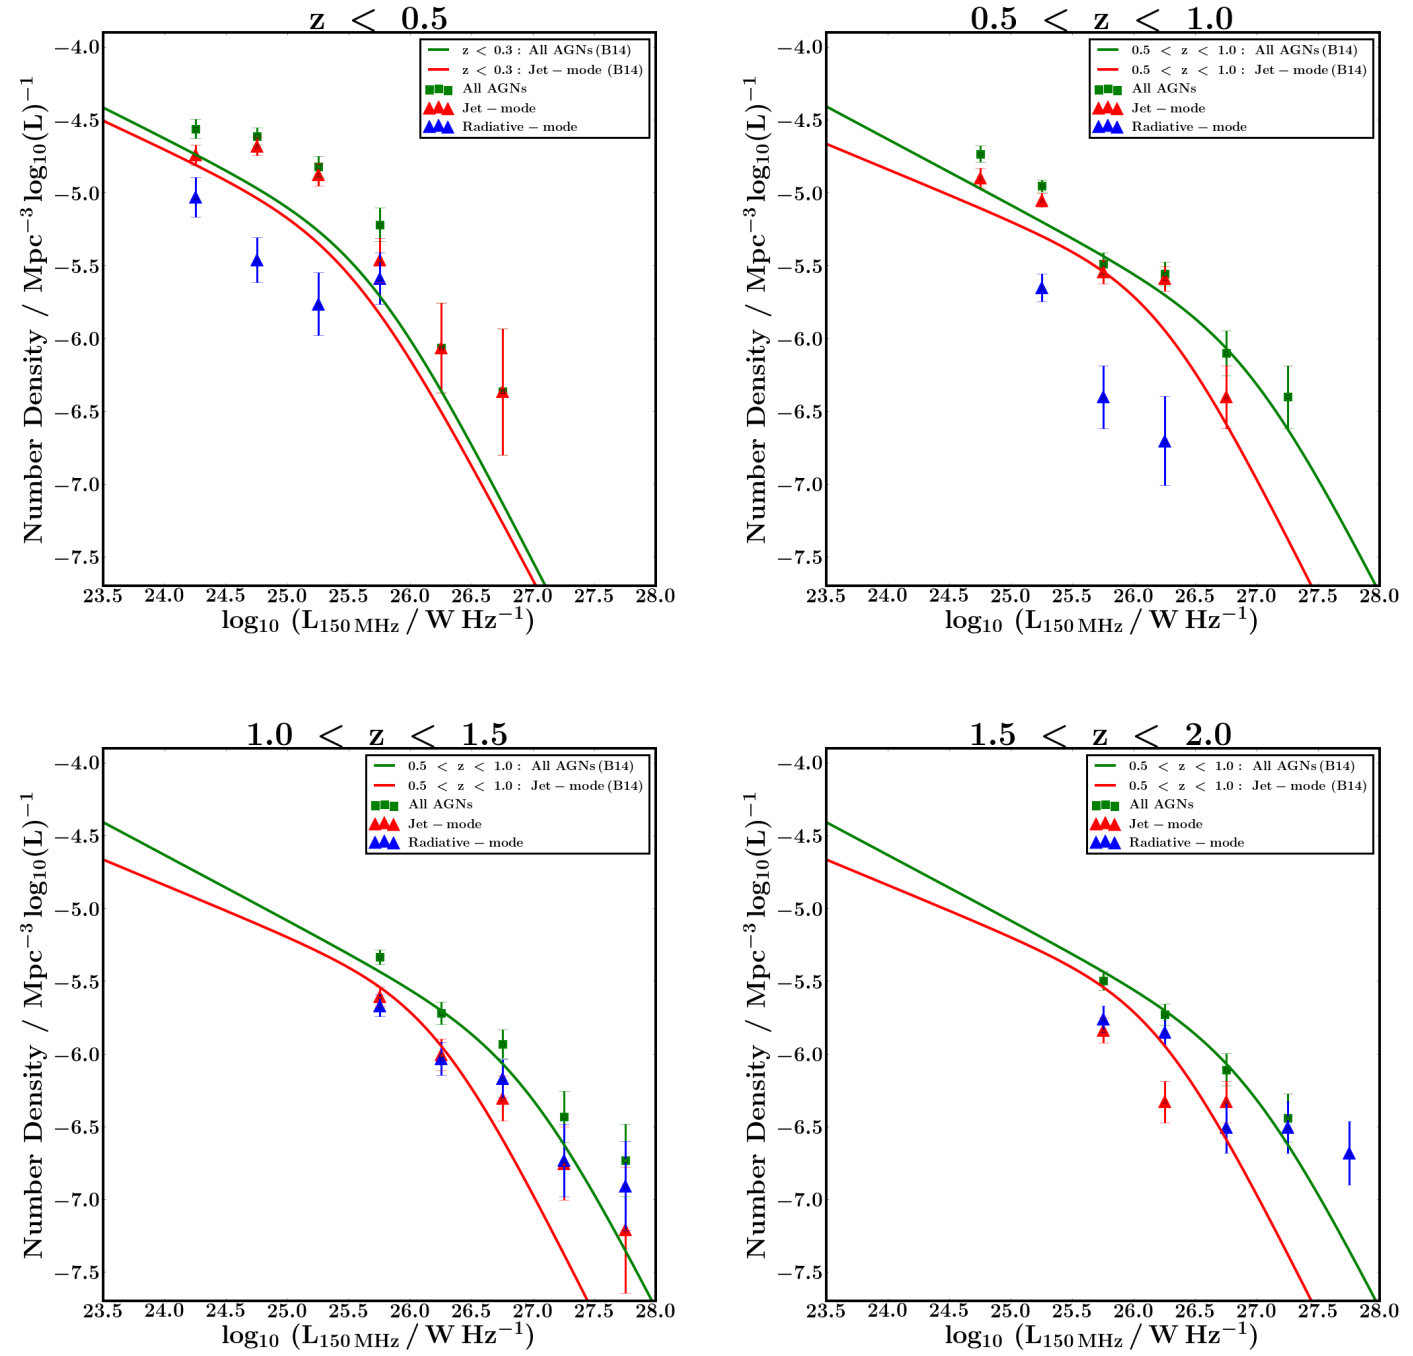 z < 0.5
Number Density / Mpc−3 log10(L)−1
−4.0
−4.5
−5.0
−5.5
−6.0
−6.5
−7.0
−7.5
z < 0.3 : All AGNs (B14)
z < 0.3 : Jet − mode (B14)
All AGNs
Jet − mode
Radiative − mode
23.5 24.0 24.5 25.0 25.5 26.0 26.5 27.0 27.5 28.0
log10 (L150 MHz / W Hz−1)
0.5 < z < 1.0
Number Density / Mpc−3 log10(L)−1
−4.0
−4.5
−5.0
−5.5
−6.0
−6.5
−7.0
−7.5
0.5 < z < 1.0 : All AGNs (B14)
0.5 < z < 1.0 : Jet − mode (B14)
All AGNs
Jet − mode
Radiative − mode
23.5 24.0 24.5 25.0 25.5 26.0 26.5 27.0 27.5 28.0
log10 (L150 MHz / W Hz−1)
1.0 < z < 1.5
Number Density / Mpc−3 log10(L)−1
−4.0
−4.5
−5.0
−5.5
−6.0
−6.5
−7.0
−7.5
0.5 < z < 1.0 : All AGNs (B14)
0.5 < z < 1.0 : Jet − mode (B14)
All AGNs
Jet − mode
Radiative − mode
23.5 24.0 24.5 25.0 25.5 26.0 26.5 27.0 27.5 28.0
log10 (L150 MHz / W Hz−1)
1.5 < z < 2.0
Number Density / Mpc−3 log10(L)−1
−4.0
−4.5
−5.0
−5.5
−6.0
−6.5
−7.0
−7.5
0.5 < z < 1.0 : All AGNs (B14)
0.5 < z < 1.0 : Jet − mode (B14)
All AGNs
Jet − mode
Radiative − mode
23.5 24.0 24.5 25.0 25.5 26.0 26.5 27.0 27.5 28.0
log10 (L150 MHz / W Hz−1)